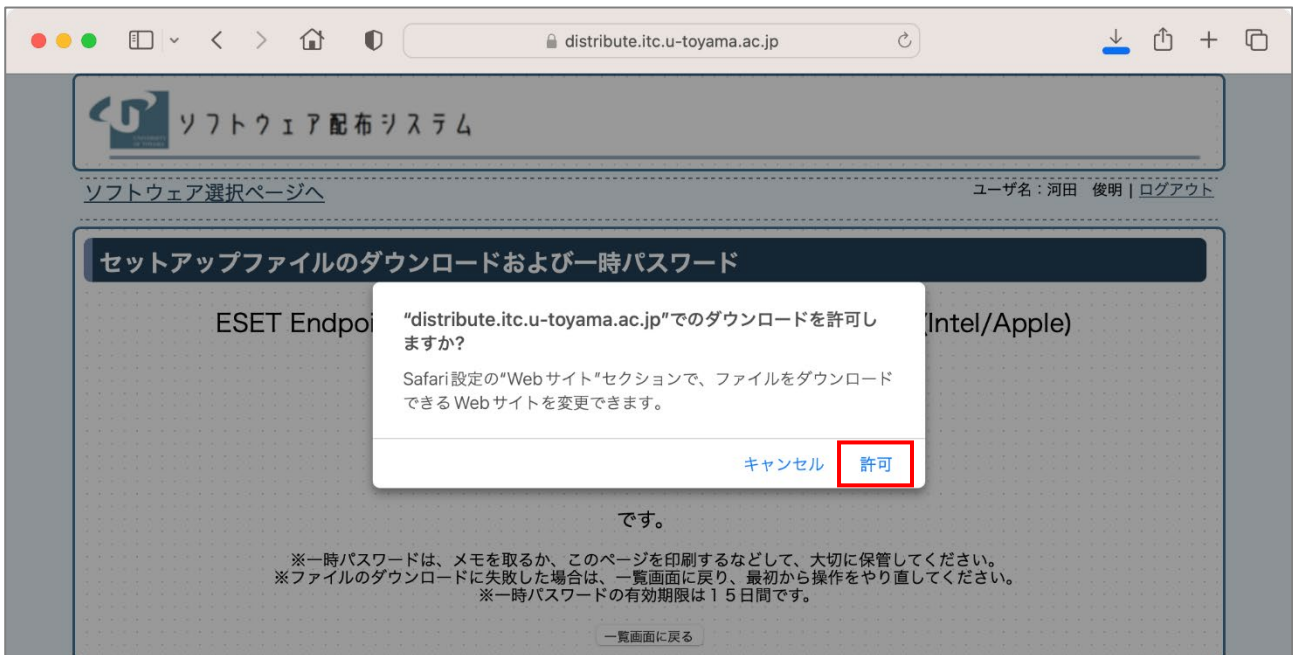 distribute.itc.u-toyama.ac.jp
ソフトウェア配布システム
ソフトウェア選択ページへ
ユーザ名：河田　俊明 | ログアウト
セットアップファイルのダウンロードおよび一時パスワード
ESET Endpoi
(Intel/Apple)
“distribute.itc.u-toyama.ac.jp”でのダウンロードを許可し
ますか?
Safari設定の“Webサイト”セクションで、ファイルをダウンロード
できるWebサイトを変更できます。
キャンセル
許可
です。
※一時パスワードは、メモを取るか、このページを印刷するなどして、大切に保管してください。
※ファイルのダウンロードに失敗した場合は、一覧画面に戻り、最初から操作をやり直してください。
※一時パスワードの有効期限は１５日間です。
一覧画面に戻る